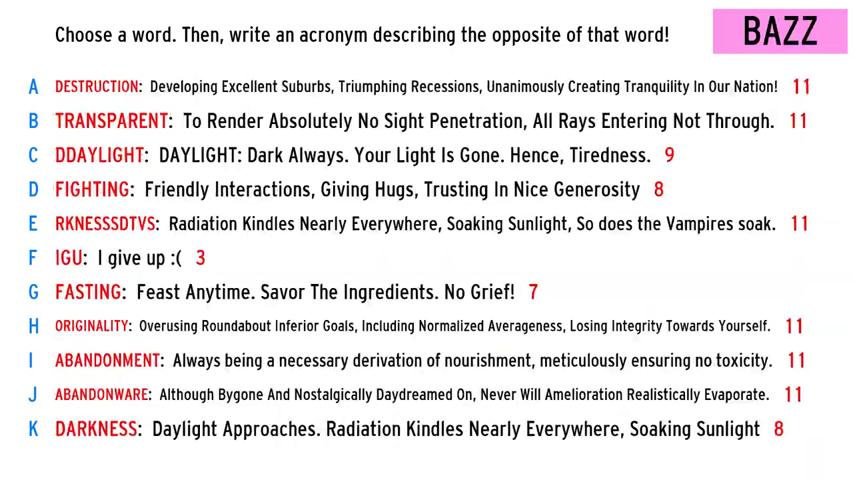 Choose a word. Then, write an acronym describing the opposite of that word!
BAZZ
A DESTRUCTION: Developing Excellent Suburbs, Triumphing Recessions, Unanimously Creating Tranquility In Our Nation! 11
B TRANSPARENT: To Render Absolutely No Sight Penetration, All Rays Entering Not Through. 11
C DDAYLIGHT: DAYLIGHT: Dark Always. Your Light Is Gone. Hence, Tiredness. 9
D FIGHTING: Friendly Interactions, Giving Hugs, Trusting In Nice Generosity 8
E RKNESSSDTVS: Radiation Kindles Nearly Everywhere, Soaking Sunlight, So does the Vampires soak. 11
F IGU: I give up :( 3
G FASTING: Feast Anytime. Savor The Ingredients. No Grief! 7
H ORIGINALITY: Overusing Roundabout Inferior Goals, Including Normalized Averageness, Losing Integrity Towards Yourself. 11
I ABANDONMENT: Always being a necessary derivation of nourishment, meticulously ensuring no toxicity. 11
J ABANDONWARE: Although Bygone And Nostalgically Daydreamed On, Never Will Amelioration Realistically Evaporate. 11
K DARKNESS: Daylight Approaches. Radiation Kindles Nearly Everywhere, Soaking Sunlight 8